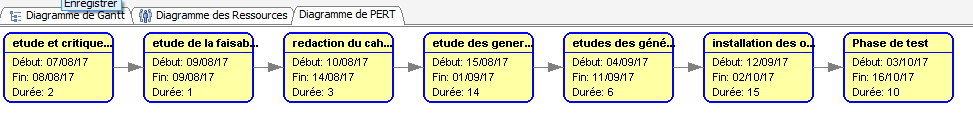 Enregistrer
Diagramme de Gantt
Diagramme des Ressources
Diagramme de PERT
etude et critique...
Début: 07/08/17
Fin: 08/08/17
Durée: 2
etude de la faisab...
Début: 09/08/17
Fin: 09/08/17
Durée: 1
redaction du cah...
Début: 10/08/17
Fin: 14/08/17
Durée: 3
etude des gener...
Début: 15/08/17
Fin: 01/09/17
Durée: 14
etudes des géné...
Début: 04/09/17
Fin: 11/09/17
Durée: 6
installation des o...
Début: 12/09/17
Fin: 02/10/17
Durée: 15
Phase de test
Début: 03/10/17
Fin: 16/10/17
Durée: 10